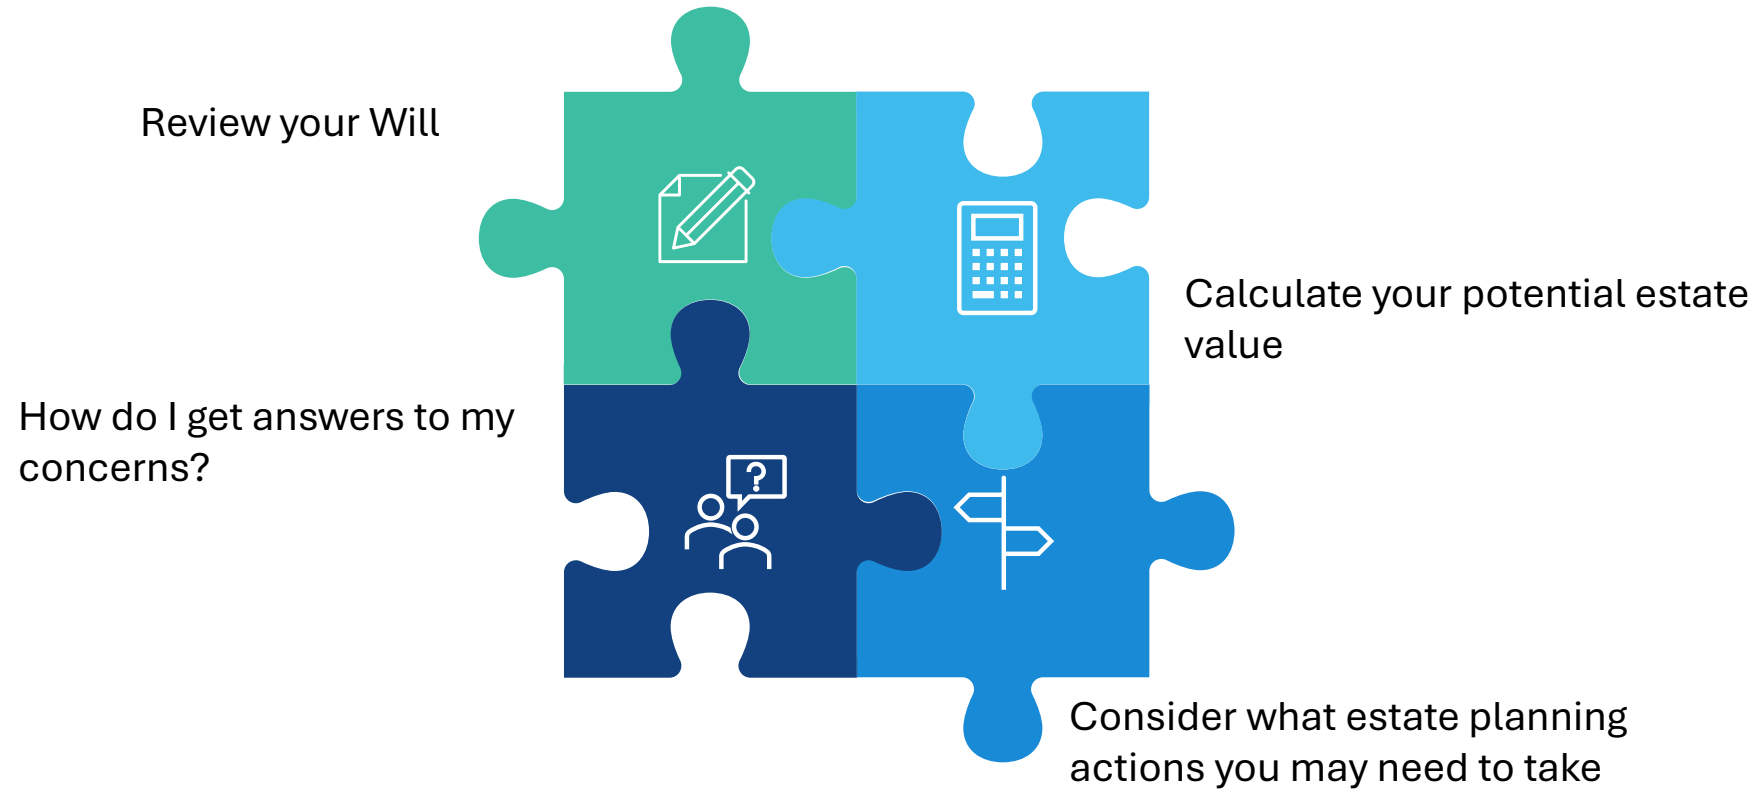 Review your Will
Calculate your potential estate
value
How do I get answers to my
concerns?
?
Consider what estate planning
actions you may need to take